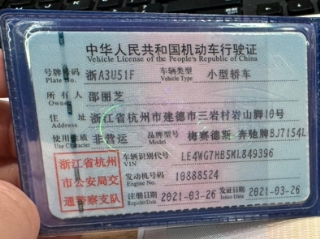 中华人民共和国机动车行驶证
Vehicle License of the People's Republic of China
号牌号码 浙A3U51F 车辆类型 小型轿车
Plate No. Vehicle Type
所有人 邵丽芝
Owner
住址 浙江省杭州市建德市三岩村岩山脚10号
Address
使用性质 非营运 品牌型号 梅赛德斯-奔驰牌BJ7154L
Use Character Model
浙江省杭州
市公安局交
通警察支队
车辆识别代号 LE4WG7HB5ML849396
VIN
发动机号码 10888524
Engine No.
注册日期 2021-03-26 发证日期 2021-03-26
Register Date Issue Date